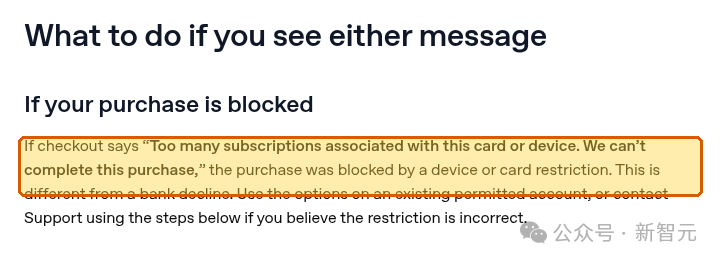 What to do if you see either message
If your purchase is blocked
If checkout says “Too many subscriptions associated with this card or device. We can’t
complete this purchase,” the purchase was blocked by a device or card restriction. This is
different from a bank decline. Use the options on an existing permitted account, or contact
Support using the steps below if you believe the restriction is incorrect.
公众号 · 新智元